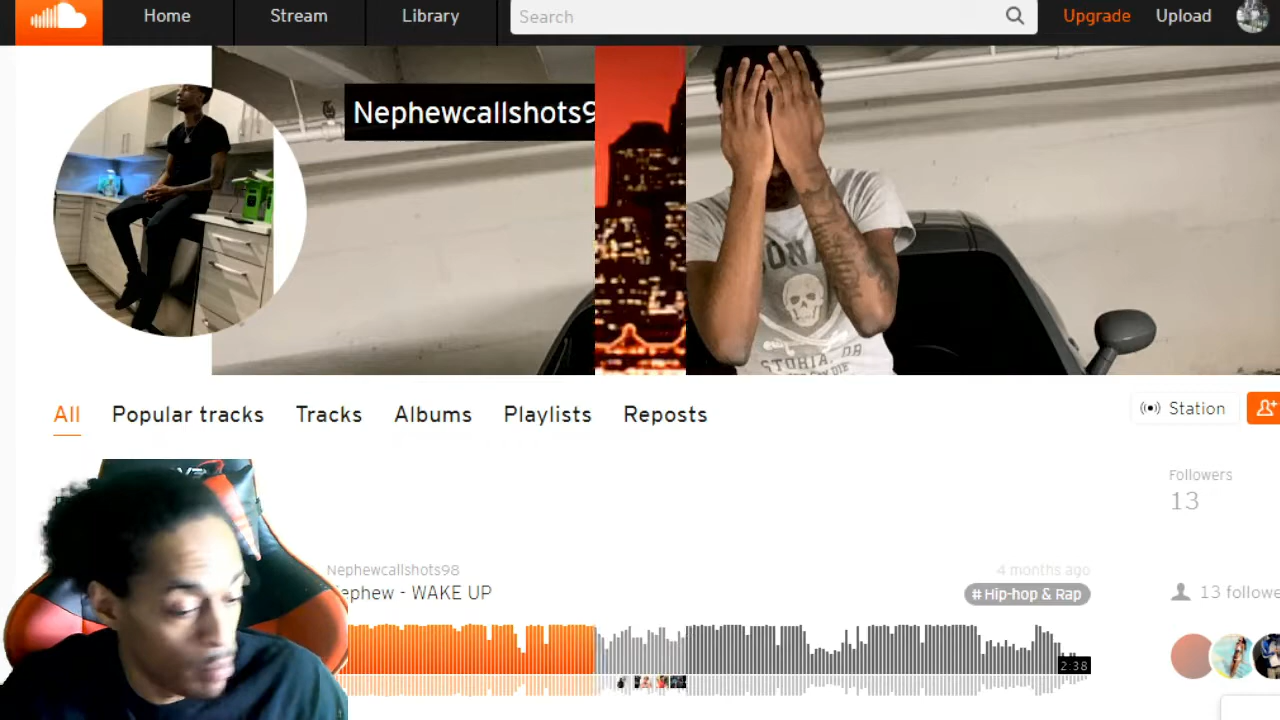 Home Stream Library Search Upgrade Upload
Nephewcallshots9
All Popular tracks Tracks Albums Playlists Reposts Station
Followers
13
Nephewcallshots98 4 months ago
ephew - WAKE UP # Hip-hop & Rap
13 followe
2:38